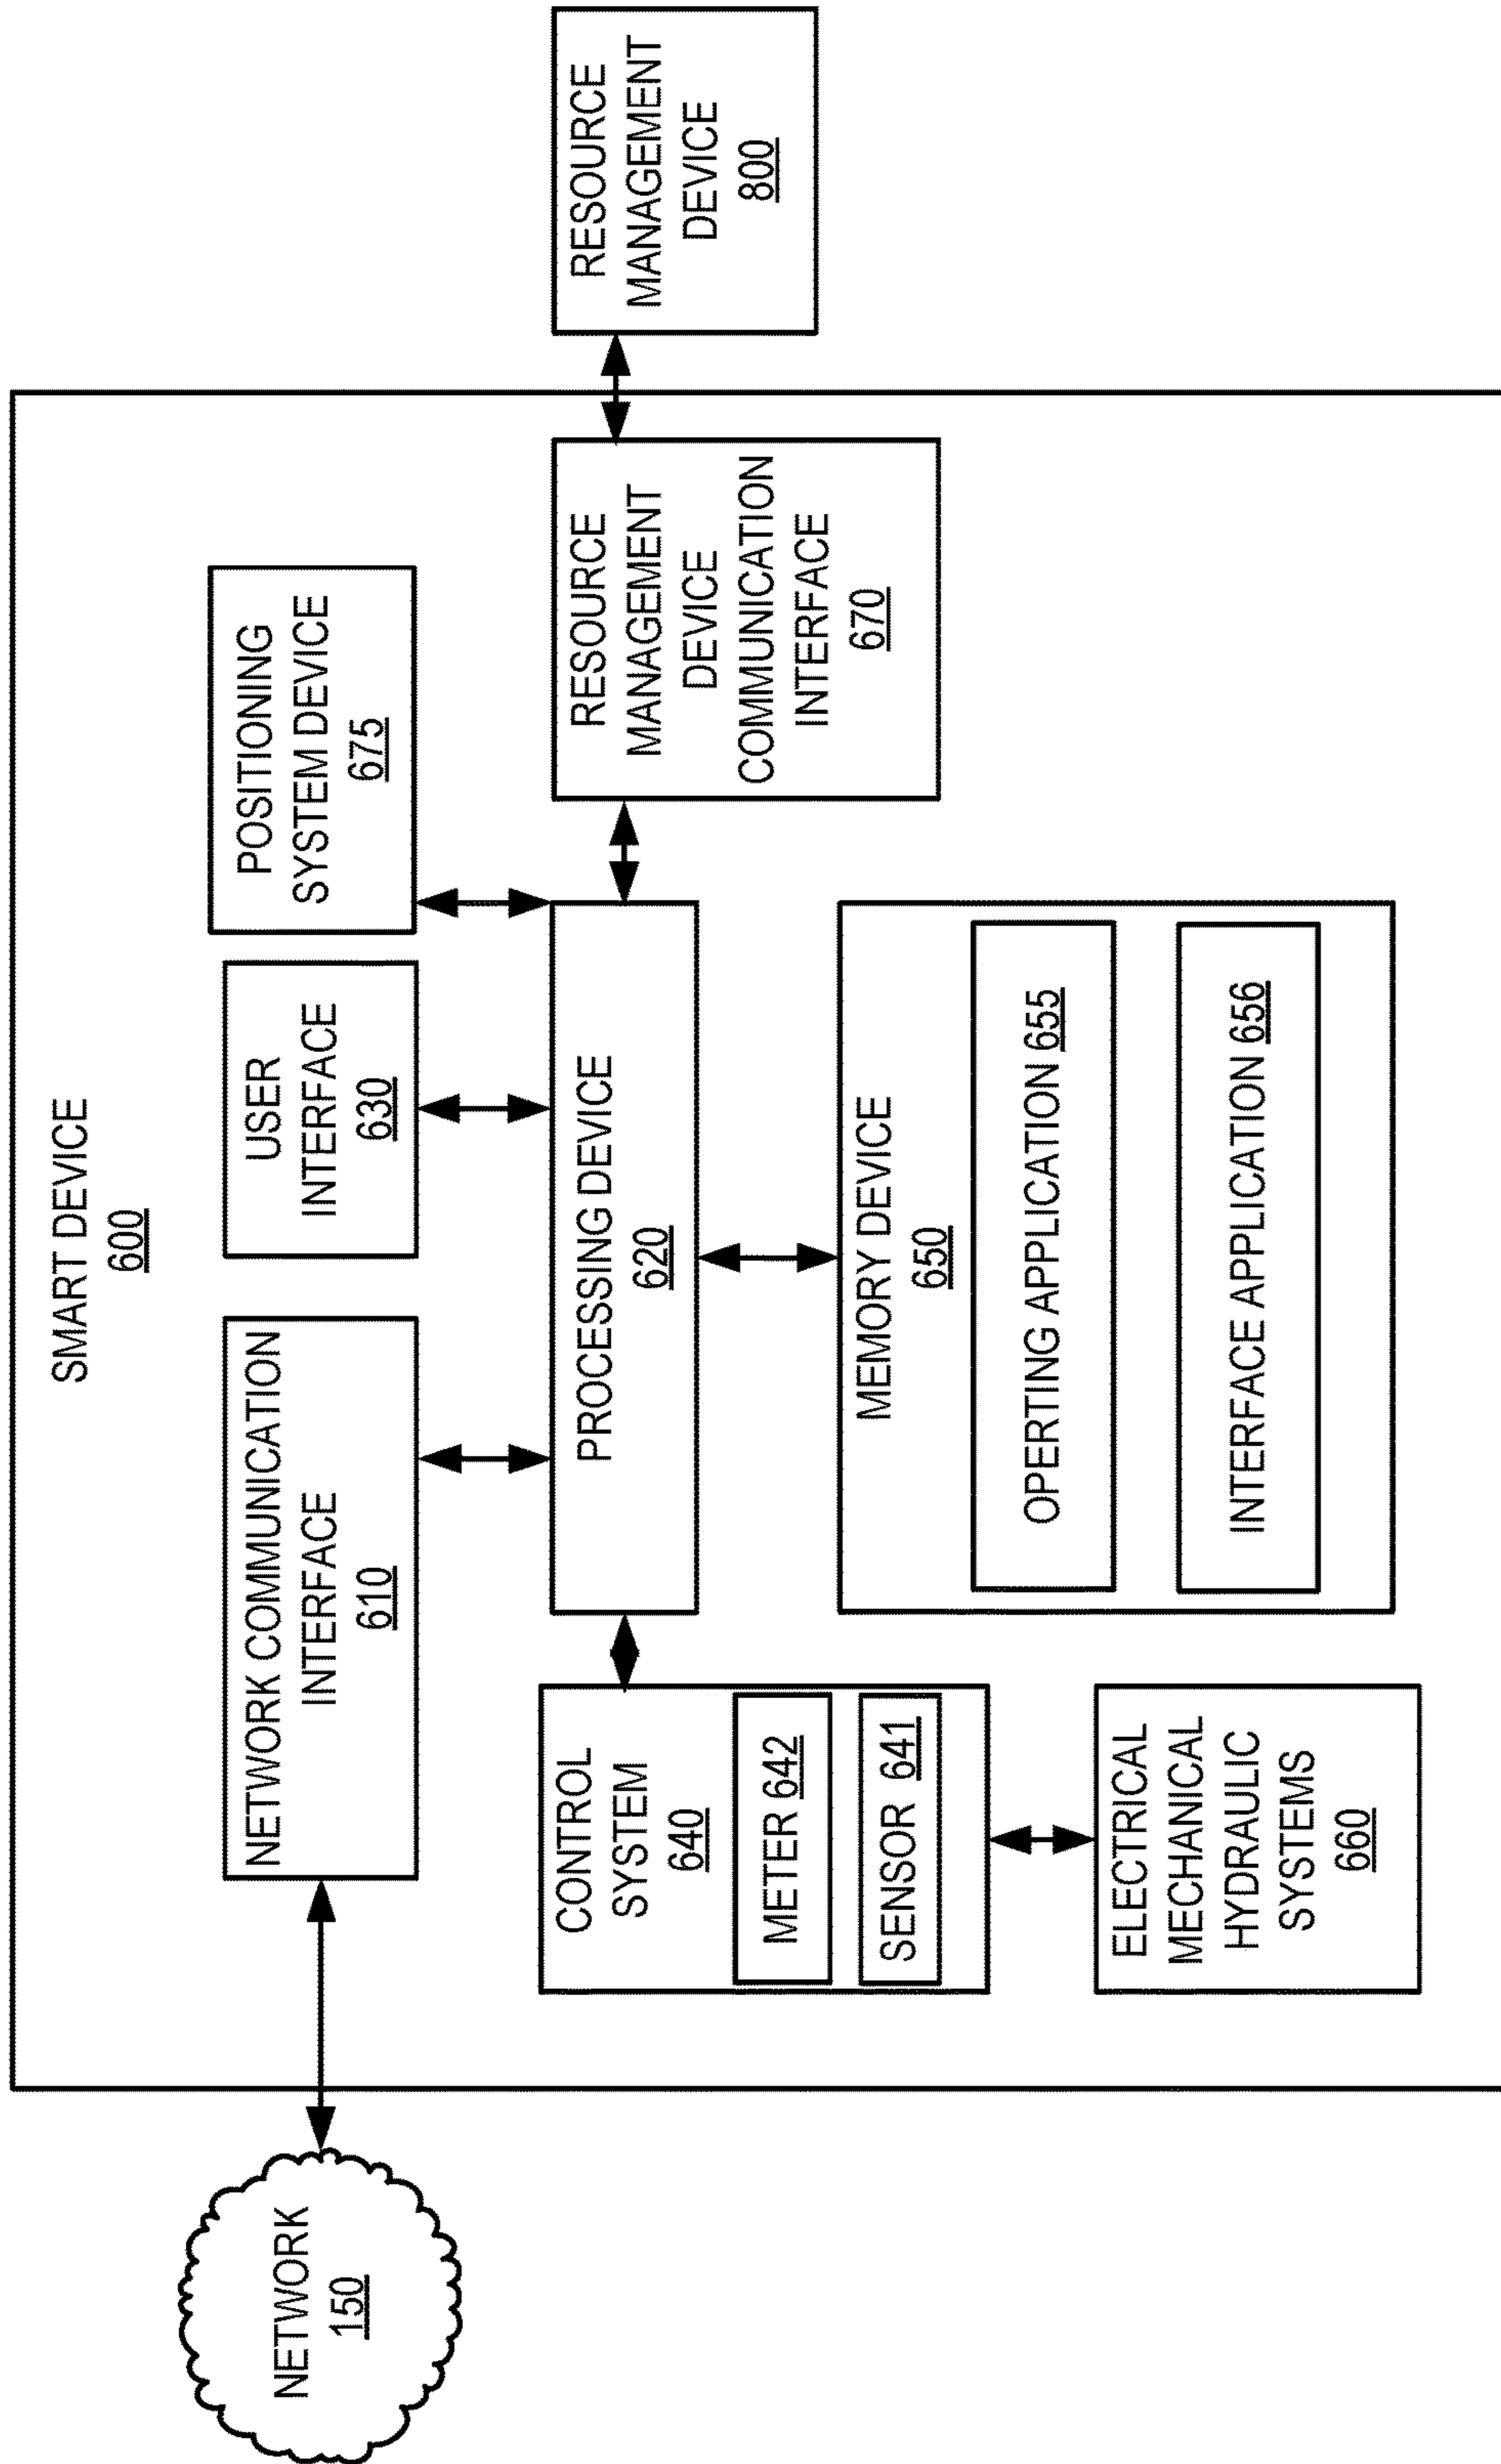 SMART DEVICE
600
NETWORK
150
NETWORK COMMUNICATION
INTERFACE
610
USER
INTERFACE
630
POSITIONING
SYSTEM DEVICE
675
CONTROL
SYSTEM
640
METER 642
SENSOR 641
PROCESSING DEVICE
620
RESOURCE
MANAGEMENT
DEVICE
COMMUNICATION
INTERFACE
670
RESOURCE
MANAGEMENT
DEVICE
800
MEMORY DEVICE
650
OPERTING APPLICATION 655
INTERFACE APPLICATION 656
ELECTRICAL
MECHANICAL
HYDRAULIC
SYSTEMS
660